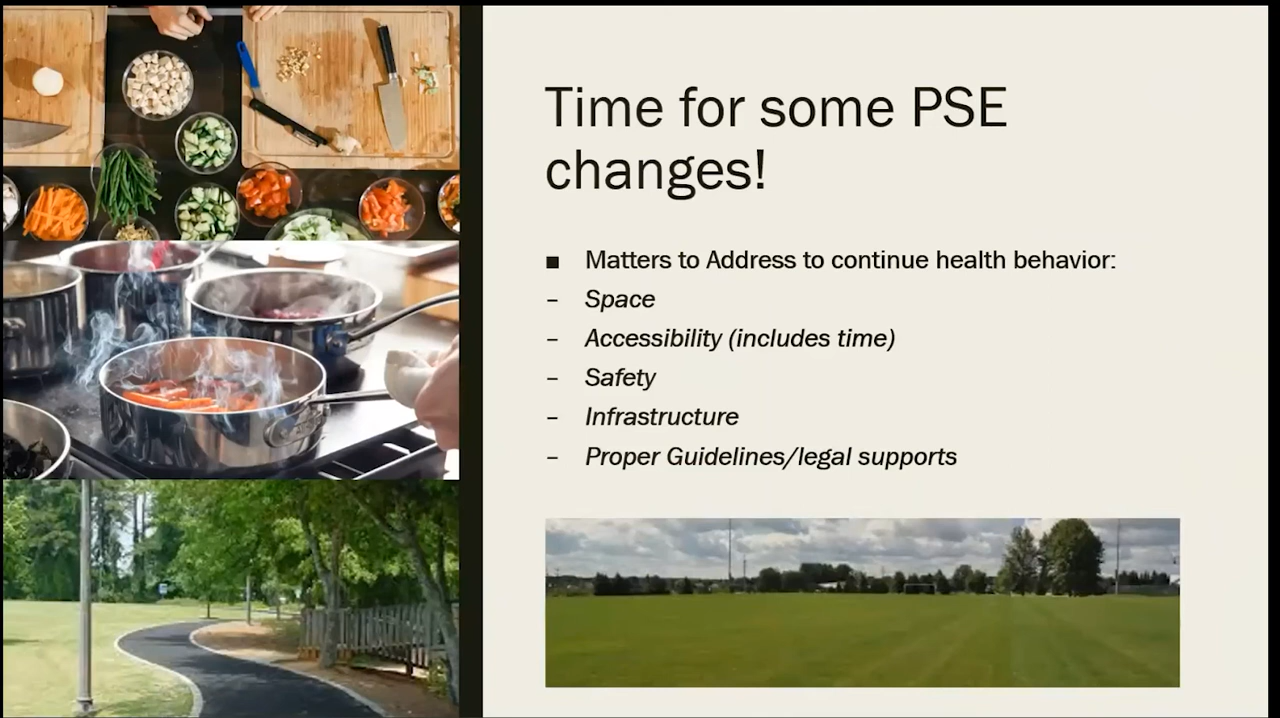 Time for some PSE
changes!
■ Matters to Address to continue health behavior:
– Space
– Accessibility (includes time)
– Safety
– Infrastructure
– Proper Guidelines/legal supports